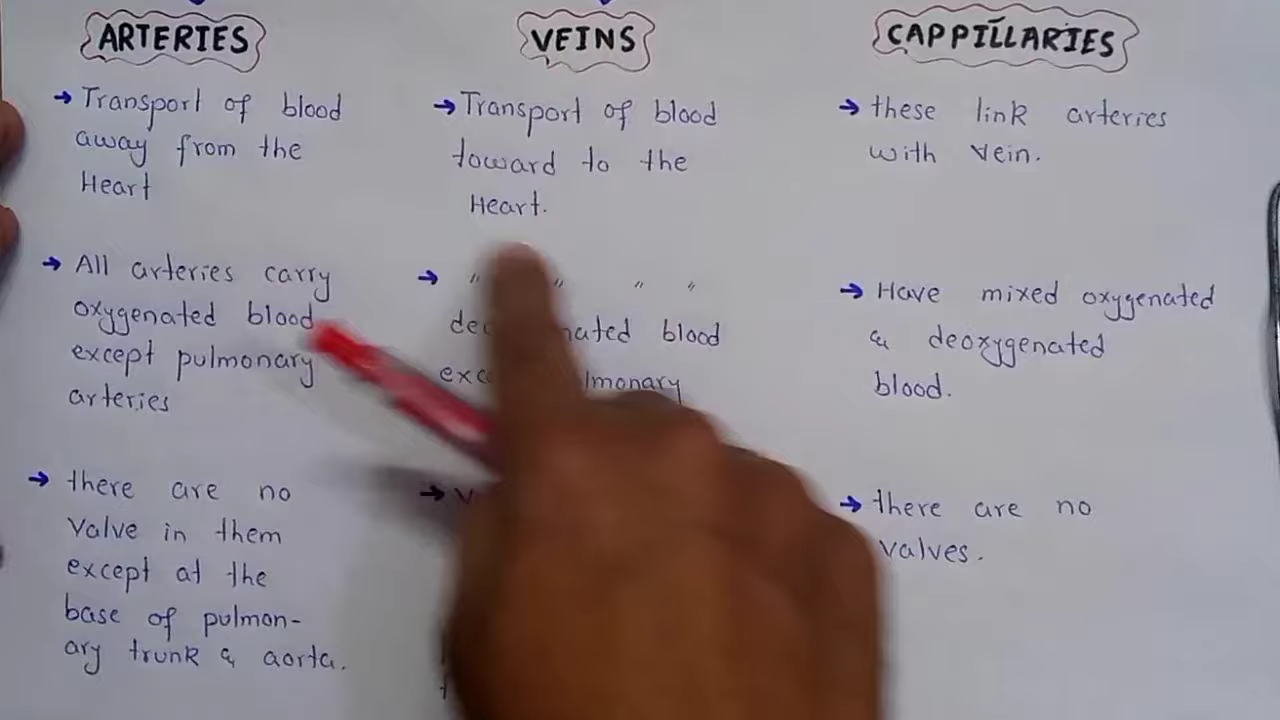 ARTERIES
→ Transport of blood
away from the
Heart
→ All arteries carry
oxygenated blood
except pulmonary
arteries
→ there are no
Valve in them
except at the
base of pulmon-
ary trunk & aorta.
VEINS
→ Transport of blood
toward to the
Heart.
→ " " " "
blood
→
CAPPILLARIES
→ these link arteries
with vein.
→ Have mixed oxygenated
& deoxygenated
blood.
→ there are no
valves.